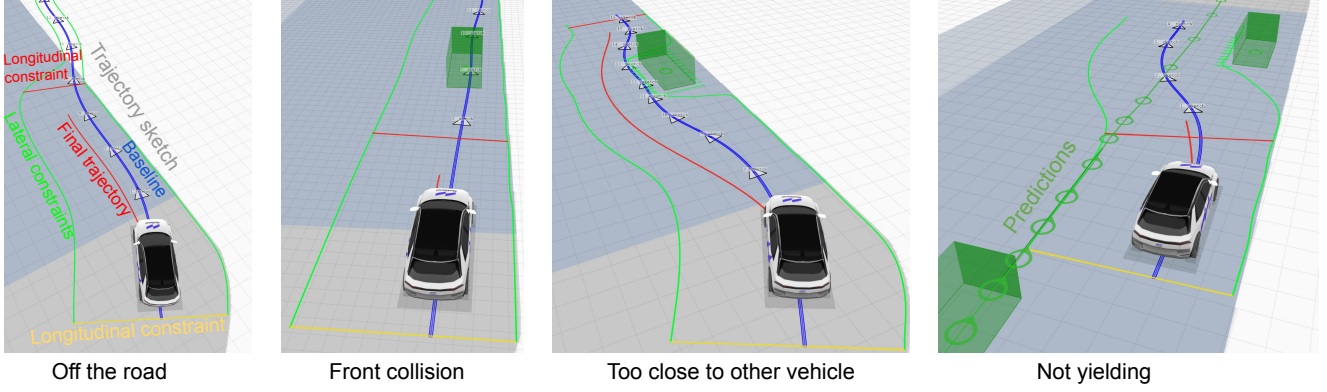 Longitudinal
constraint
Trajectory sketch
Lateral constraints
Final trajectory
Baseline
Longitudinal constraint
Predictions
Off the road
Front collision
Too close to other vehicle
Not yielding